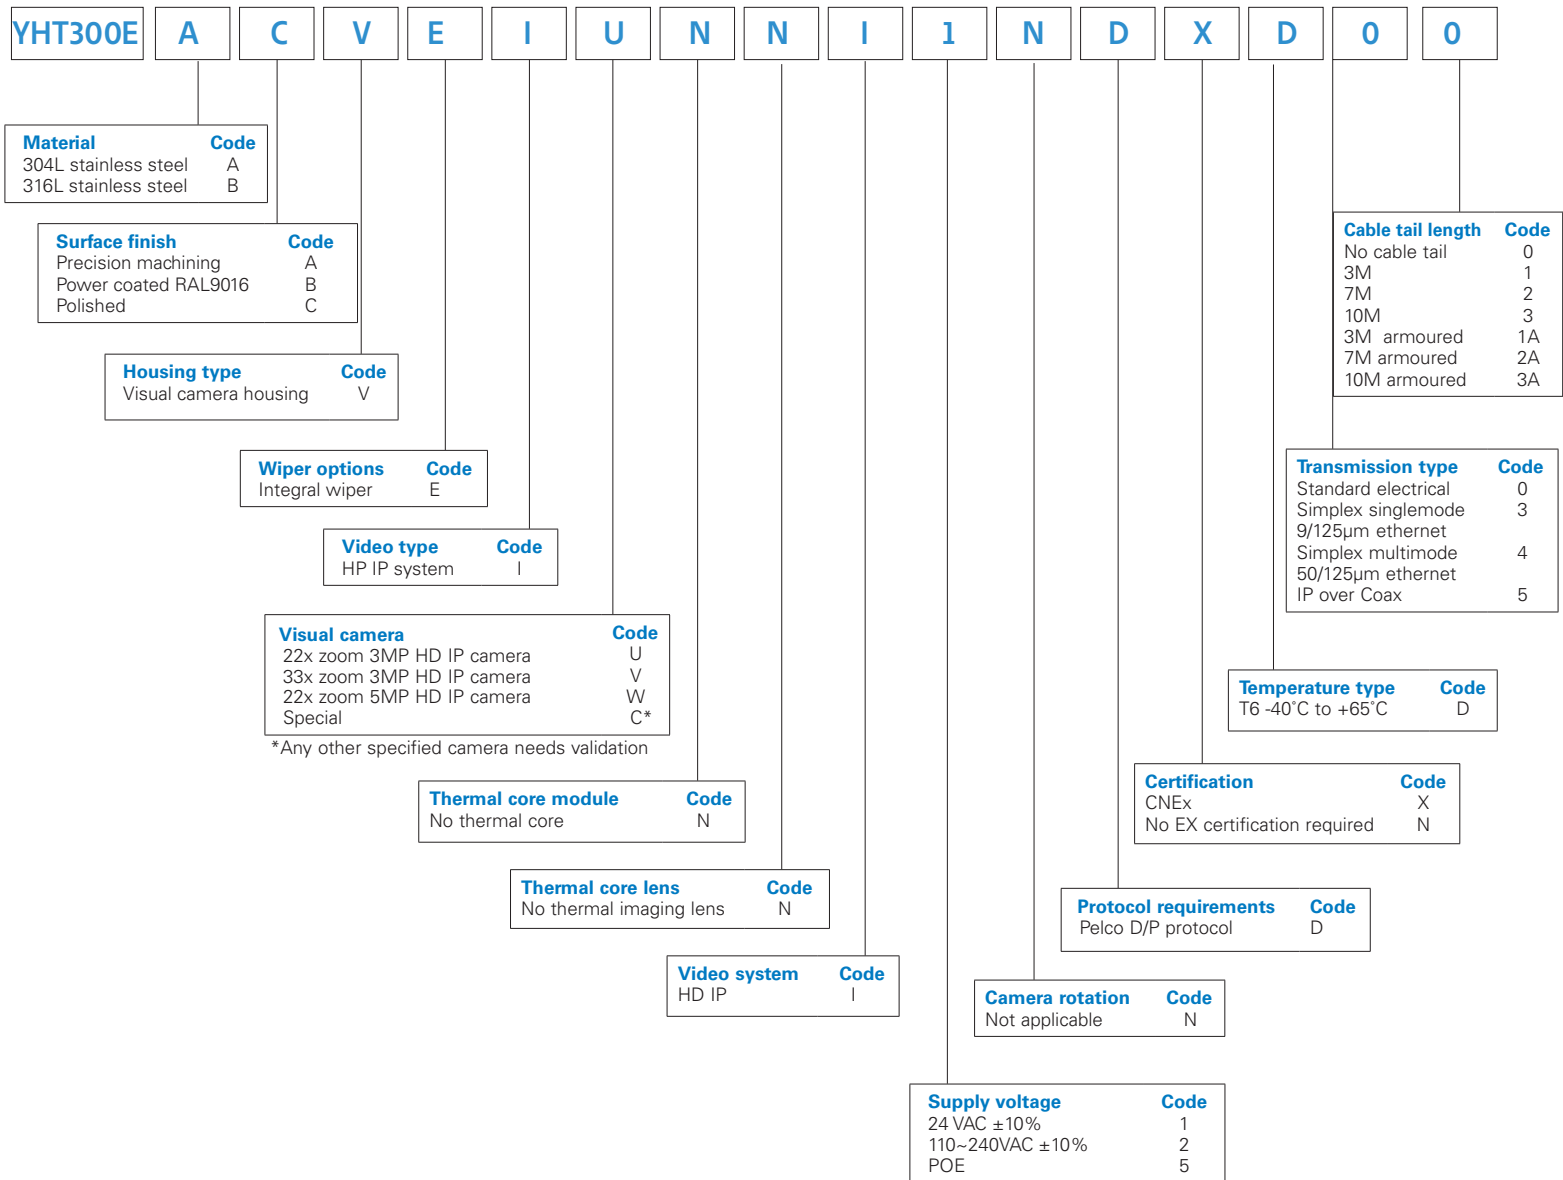 YHT300E A C V E I U N N I 1 N D X D 0 0
Material Code
304L stainless steel A
316L stainless steel B
Surface finish Code
Precision machining A
Power coated RAL9016 B
Polished C
Cable tail length Code
No cable tail 0
3M 1
7M 2
10M 3
3M armoured 1A
7M armoured 2A
10M armoured 3A
Housing type Code
Visual camera housing V
Wiper options Code
Integral wiper E
Transmission type Code
Standard electrical 0
Simplex singlemode 3
9/125µm ethernet
Simplex multimode 4
50/125µm ethernet
IP over Coax 5
Video type Code
HP IP system I
Visual camera Code
22x zoom 3MP HD IP camera U
33x zoom 3MP HD IP camera V
22x zoom 5MP HD IP camera W
Special C*
*Any other specified camera needs validation
Temperature type Code
T6 -40˚C to +65˚C D
Thermal core module Code
No thermal core N
Certification Code
CNEx X
No EX certification required N
Thermal core lens Code
No thermal imaging lens N
Protocol requirements Code
Pelco D/P protocol D
Video system Code
HD IP I
Camera rotation Code
Not applicable N
Supply voltage Code
24 VAC ±10% 1
110~240VAC ±10% 2
POE 5